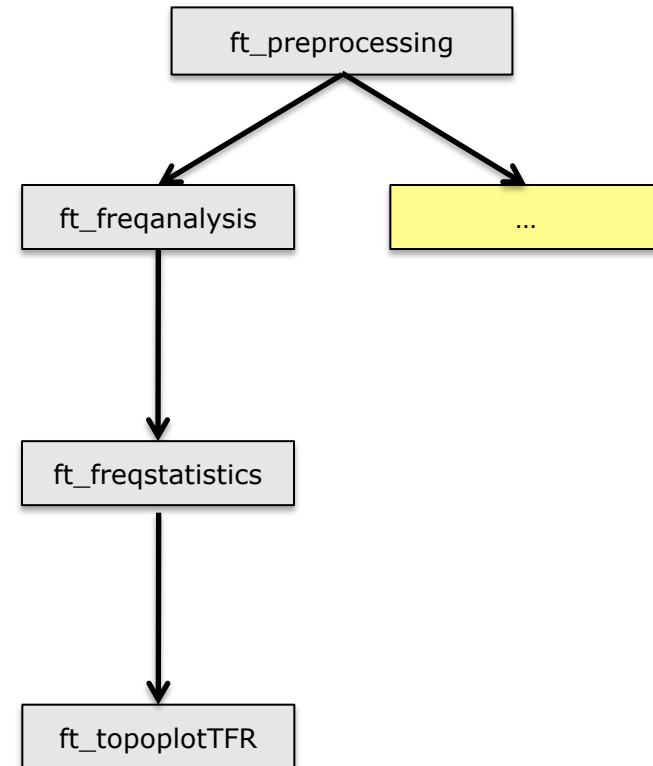 ft_preprocessing
ft_freqanalysis
…
ft_freqstatistics
ft_topoplotTFR